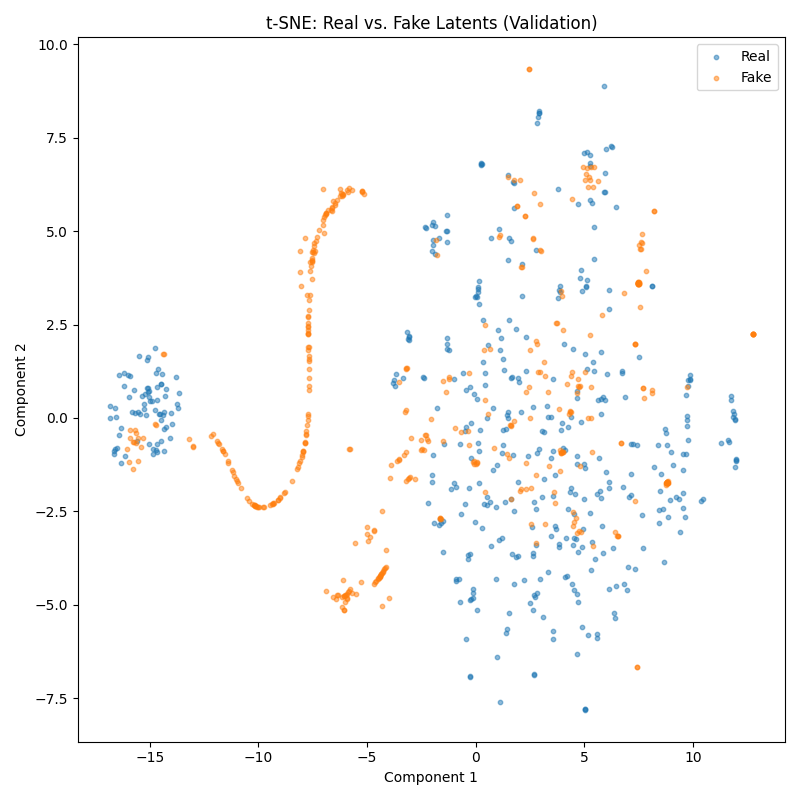 t-SNE: Real vs. Fake Latents (Validation)
Real
Fake
10.0
7.5
5.0
2.5
0.0
−2.5
−5.0
−7.5
Component 2
−15
−10
−5
0
5
10
Component 1